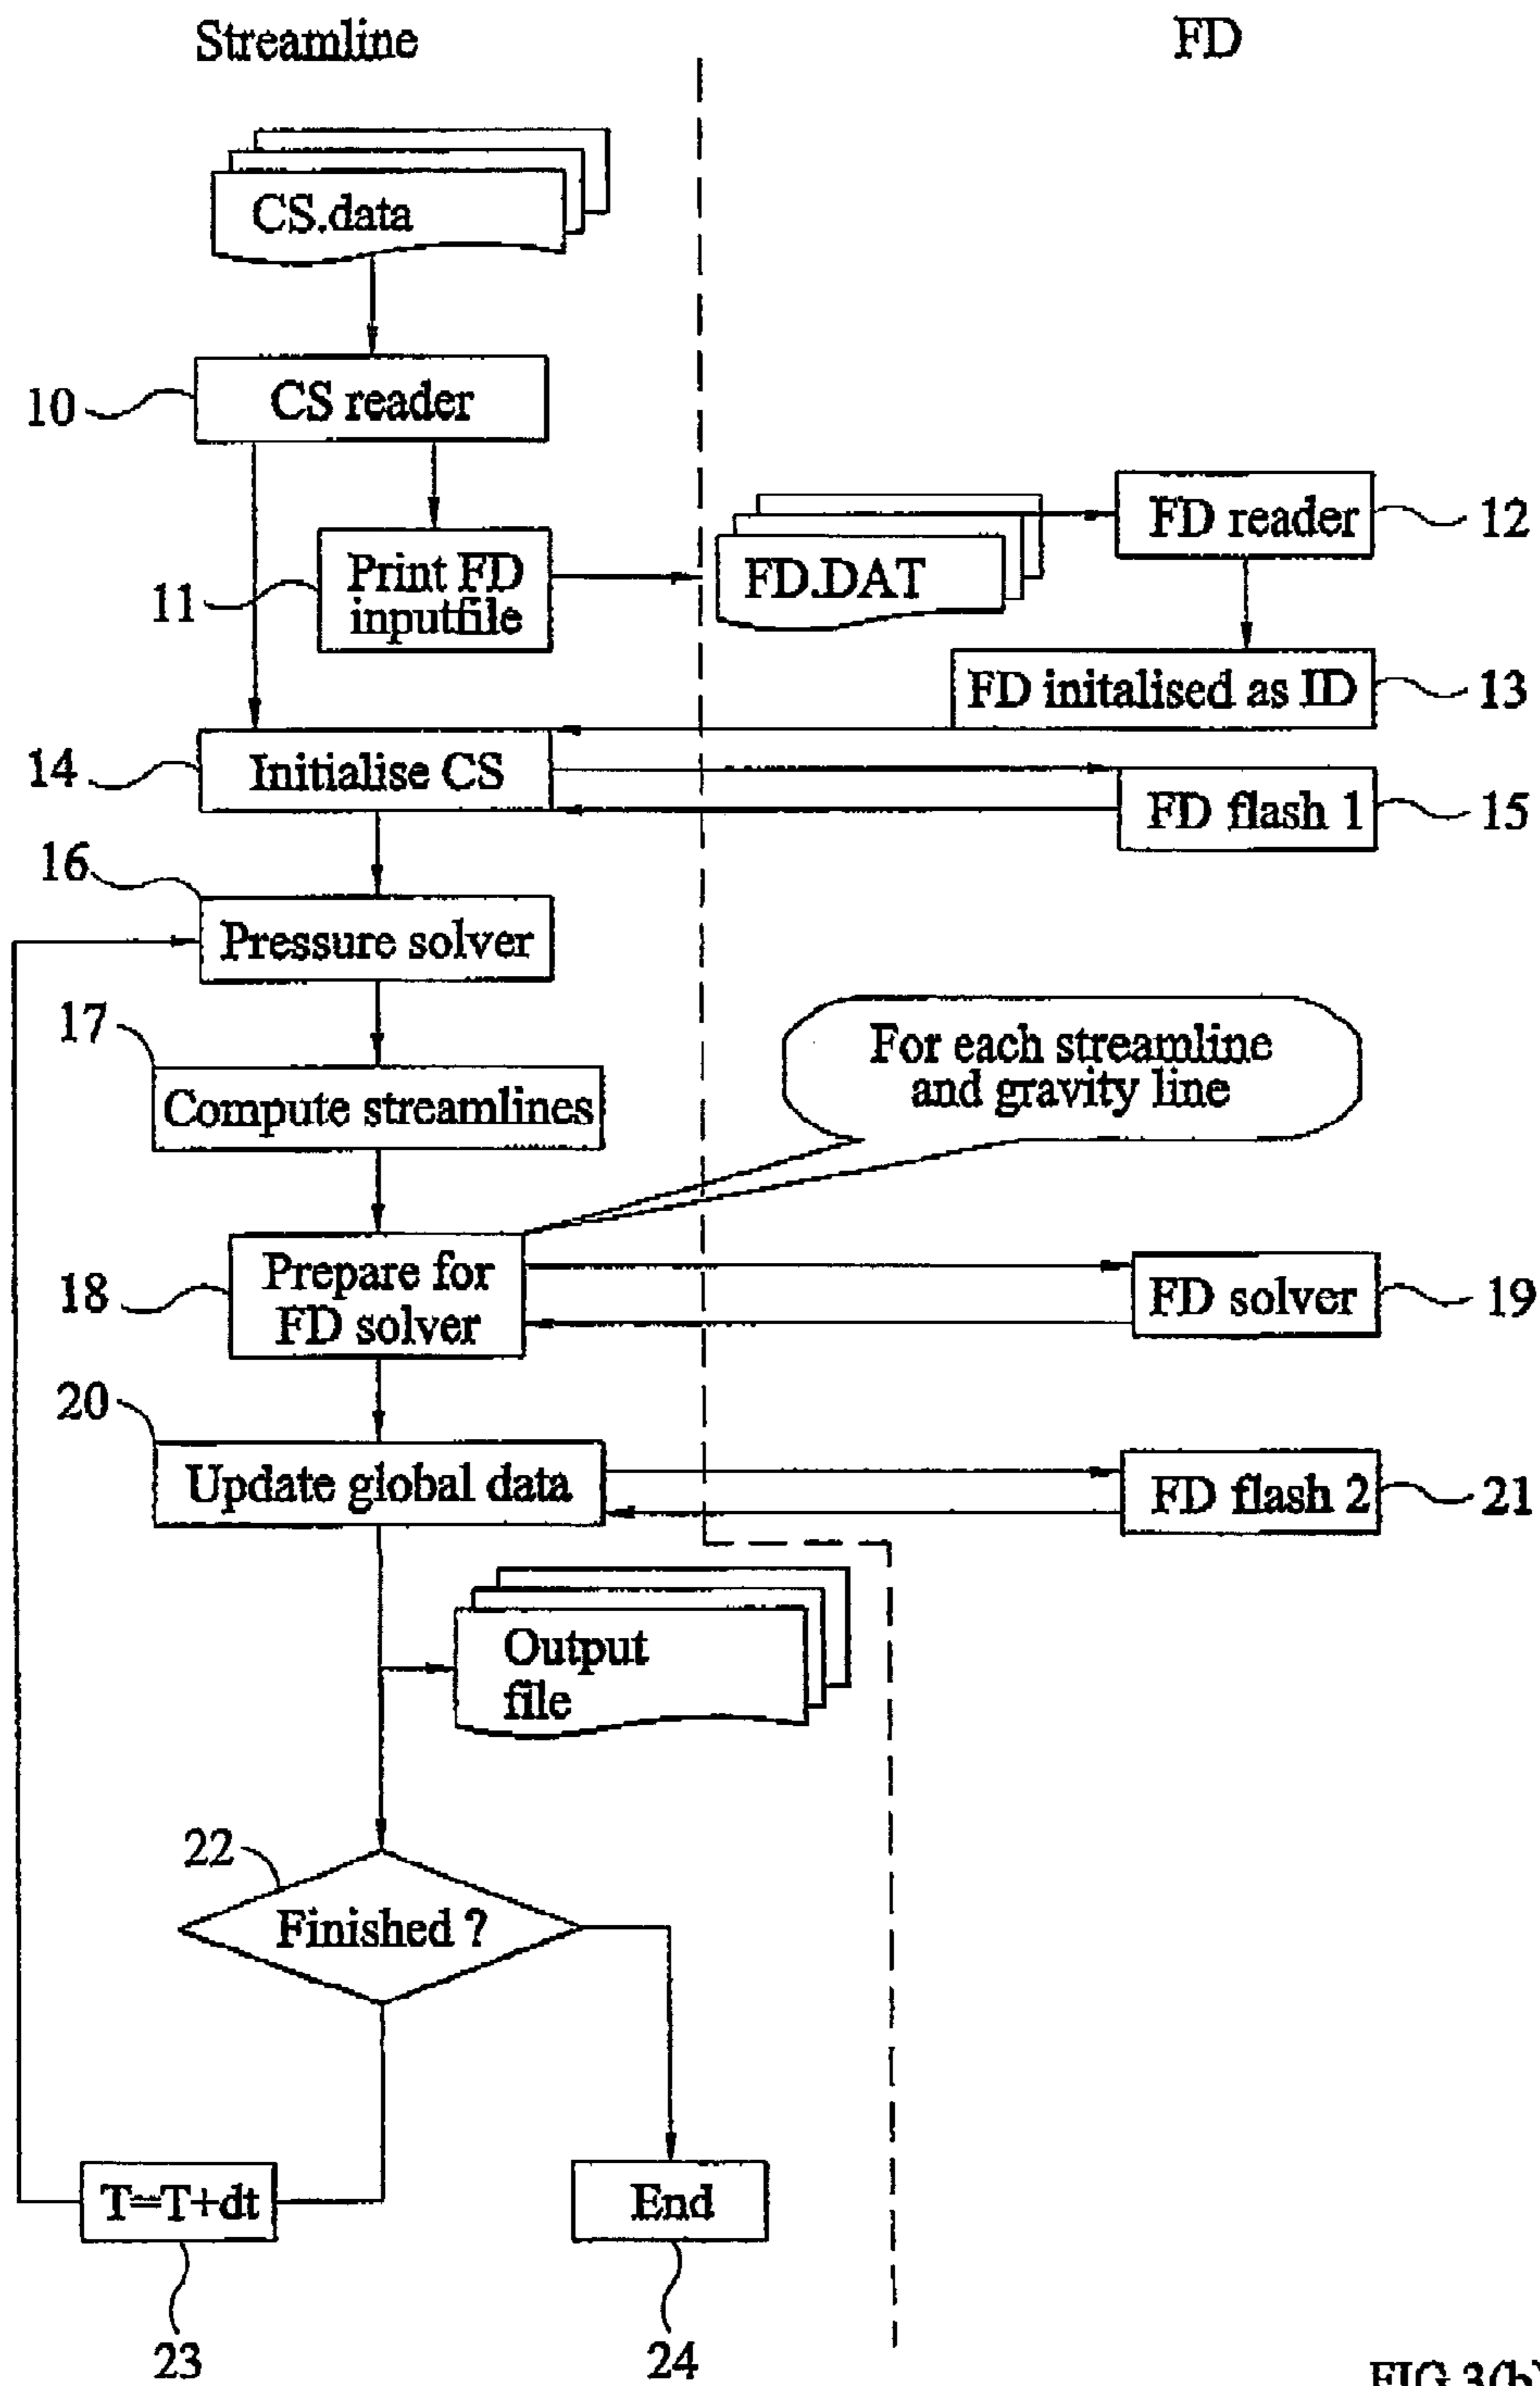 Streamline
FD
CS.data
10
CS reader
FD reader
12
11
Print FD
inputfile
FD.DAT
FD initalised as ID
13
14
Initialise CS
FD flash 1
15
16
Pressure solver
17
For each streamline
and gravity line
Compute streamlines
18
Prepare for
FD solver
FD solver
19
20
Update global data
FD flash 2
21
Output
file
22
Finished ?
T=T+dt
End
23
24
FIG.3(b)